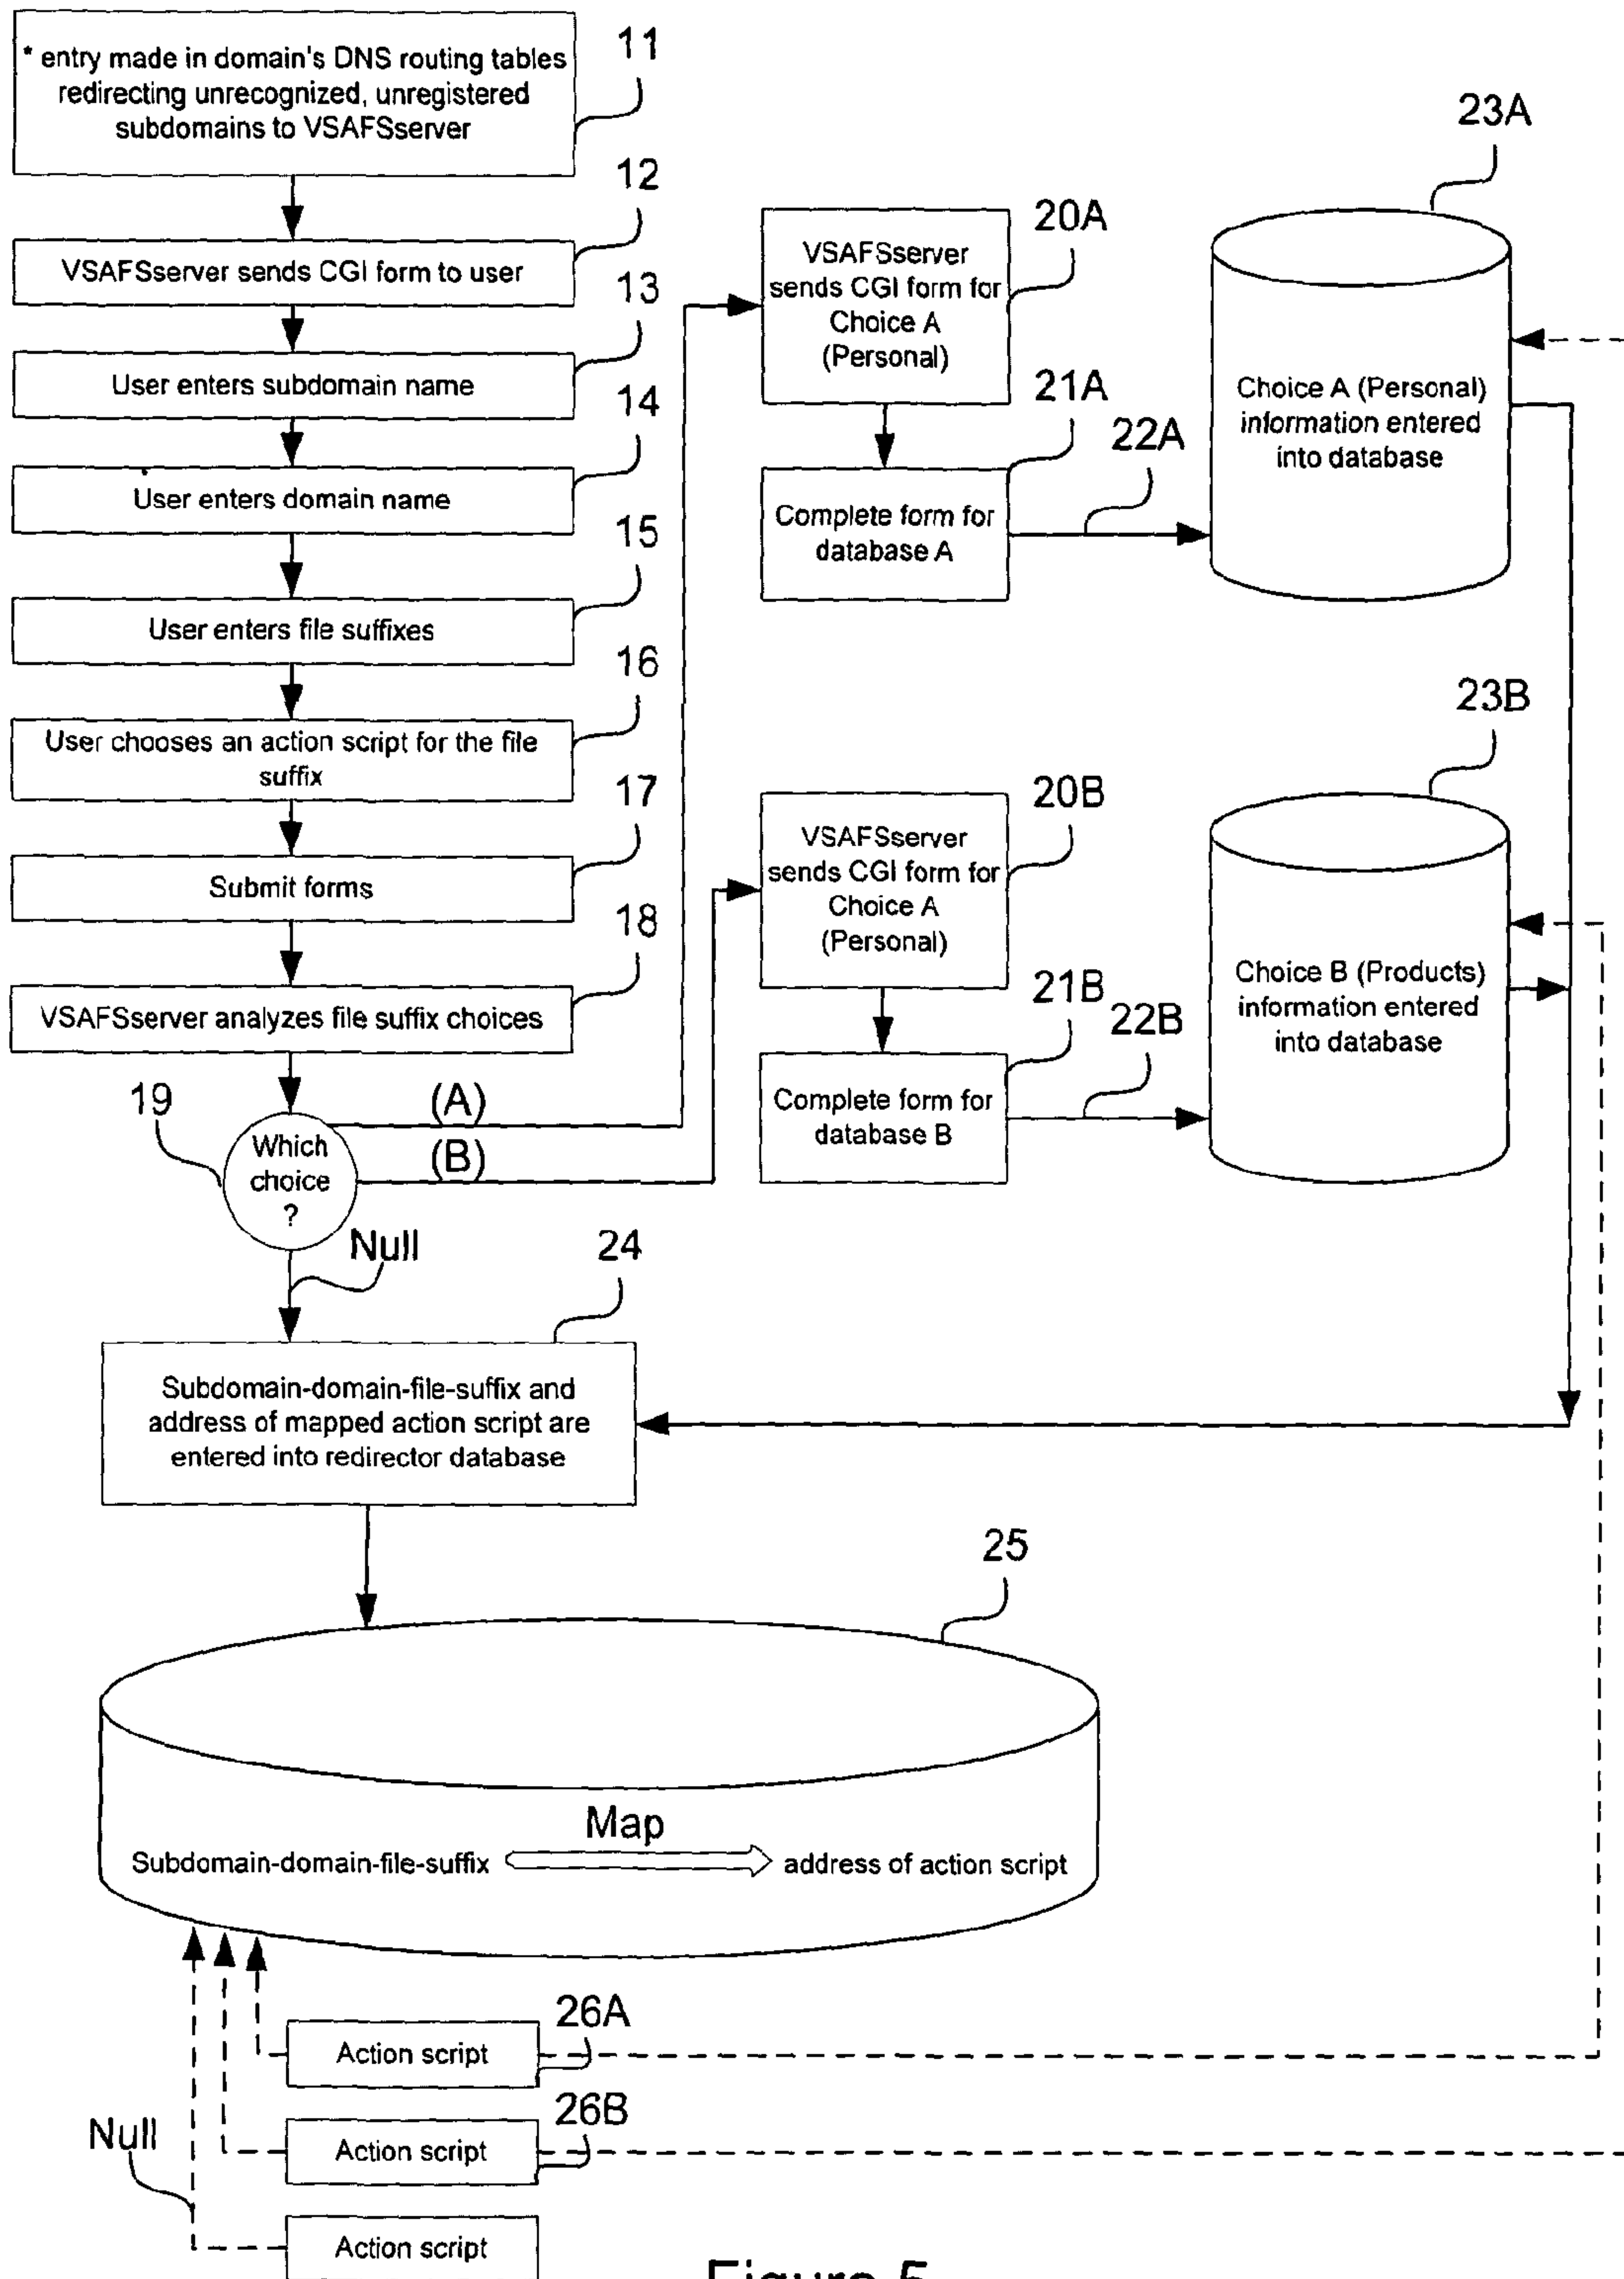 * entry made in domain's DNS routing tables
redirecting unrecognized, unregistered
subdomains to VSAFSserver
11
12
VSAFSserver sends CGI form to user
13
User enters subdomain name
14
User enters domain name
15
User enters file suffixes
16
User chooses an action script for the file
suffix
17
Submit forms
18
VSAFSserver analyzes file suffix choices
19
Which
choice
?
(A)
(B)
Null
20A
VSAFSserver
sends CGI form for
Choice A
(Personal)
21A
Complete form for
database A
22A
23A
Choice A (Personal)
information entered
into database
20B
VSAFSserver
sends CGI form for
Choice A
(Personal)
21B
Complete form for
database B
22B
23B
Choice B (Products)
information entered
into database
24
Subdomain-domain-file-suffix and
address of mapped action script are
entered into redirector database
25
Map
Subdomain-domain-file-suffix
address of action script
26A
Action script
26B
Action script
Null
Action script
Figure 5